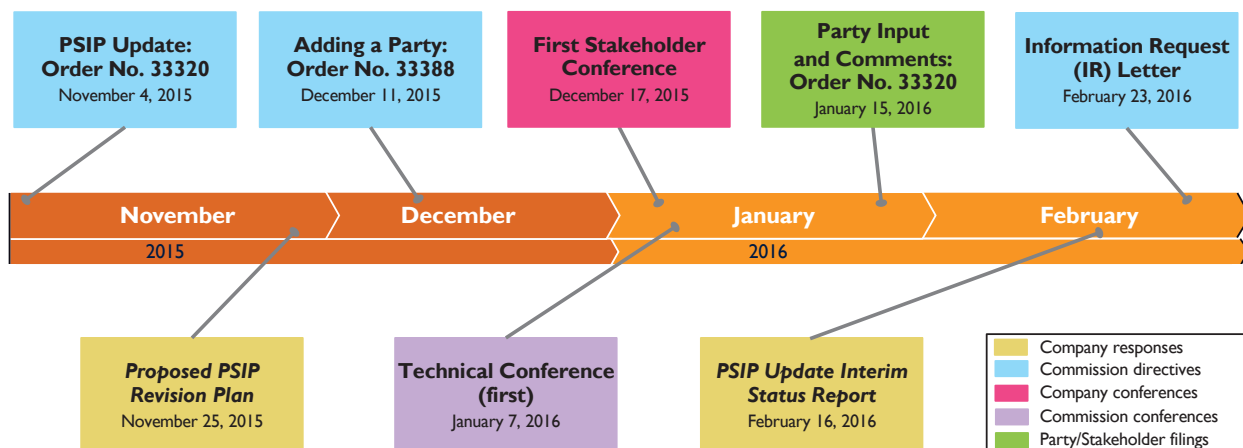 PSIP Update:
Order No. 33320
November 4, 2015
Adding a Party:
Order No. 33388
December 11, 2015
First Stakeholder
Conference
December 17, 2015
Party Input
and Comments:
Order No. 33320
January 15, 2016
Information Request
(IR) Letter
February 23, 2016
November
December
January
February
2015
2016
Proposed PSIP
Revision Plan
November 25, 2015
Technical Conference
(first)
January 7, 2016
PSIP Update Interim
Status Report
February 16, 2016
Company responses
Commission directives
Company conferences
Commission conferences
Party/Stakeholder filings